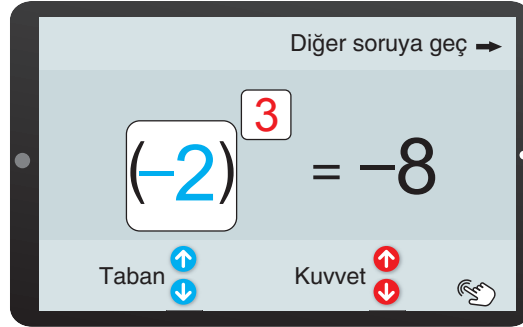 Diğer soruya geç →
(–2)³ = –8
Taban
Kuvvet